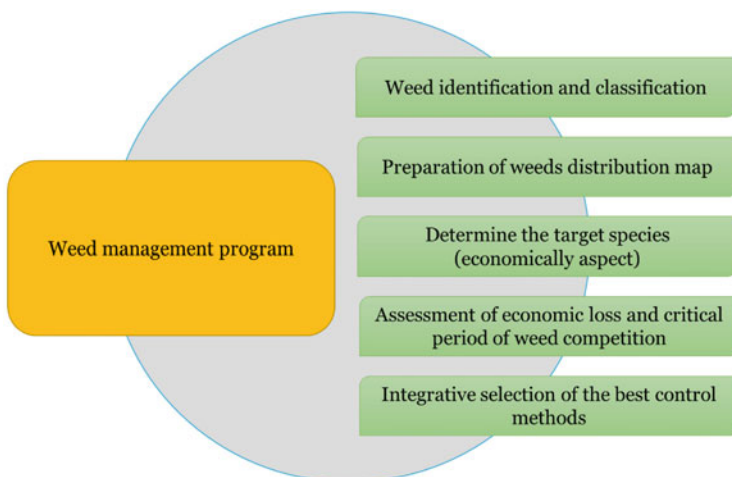 Weed identification and classification
Preparation of weeds distribution map
Weed management program
Determine the target species
(economically aspect)
Assessment of economic loss and critical
period of weed competition
Integrative selection of the best control
methods